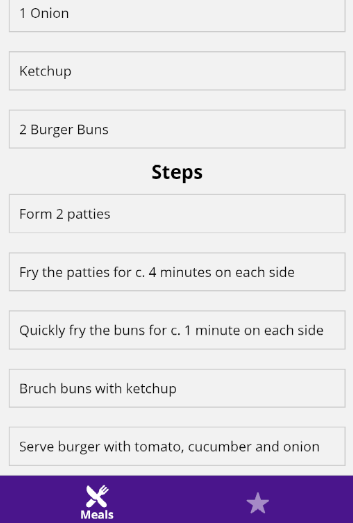 1 Onion
Ketchup
2 Burger Buns
Steps
Form 2 patties
Fry the patties for c. 4 minutes on each side
Quickly fry the buns for c. 1 minute on each side
Bruch buns with ketchup
Serve burger with tomato, cucumber and onion
Meals